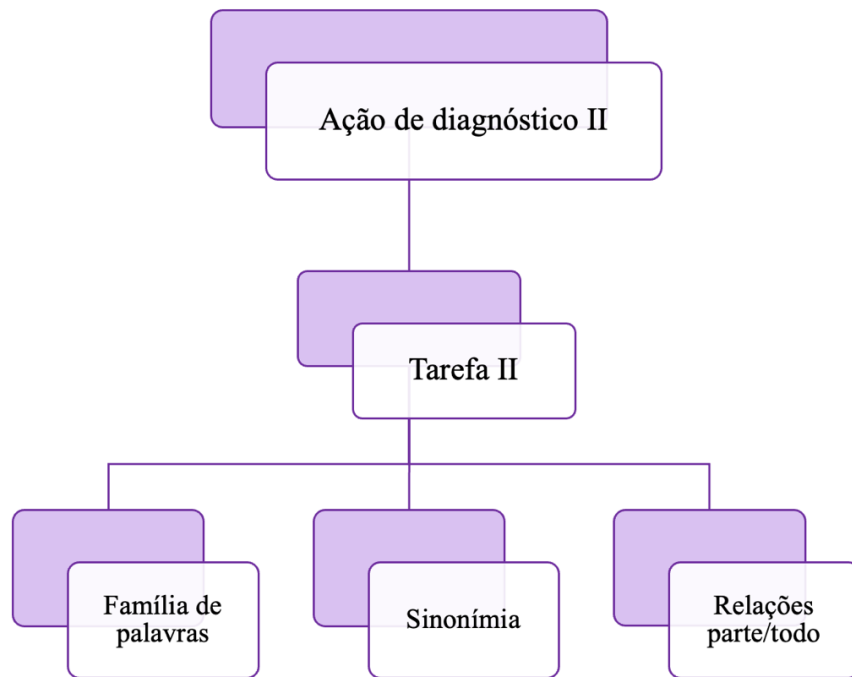 Ação de diagnóstico II
Tarefa II
Família de
palavras
Sinonímia
Relações
parte/todo